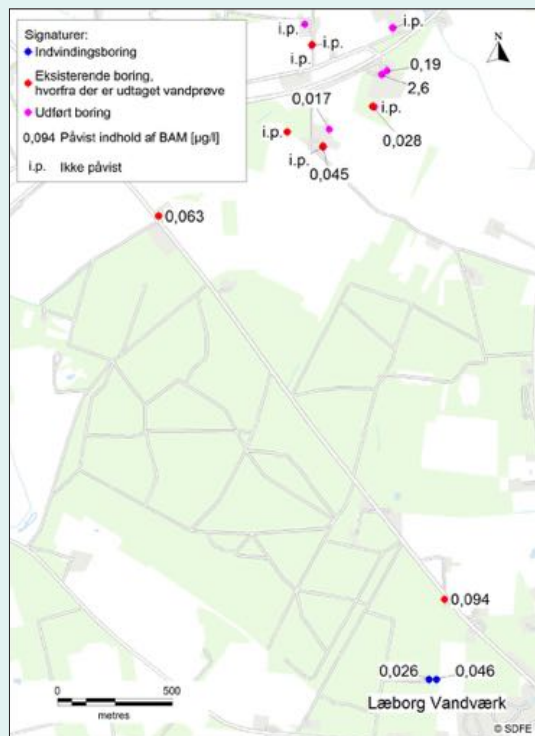 Signaturer:
Indvindingsboring
Eksisterende boring,
hvorfra der er udtaget vandprøve
Udført boring
0,094 Påvist indhold af BAM [µg/l]
i.p. Ikke påvist
i.p.
i.p.
i.p.
i.p.
N
0,19
2,6
0,017
i.p.
0,028
i.p.
i.p.
0,045
0,063
0,094
0,026
0,046
Læborg Vandværk
0 500
metres
© SDFE